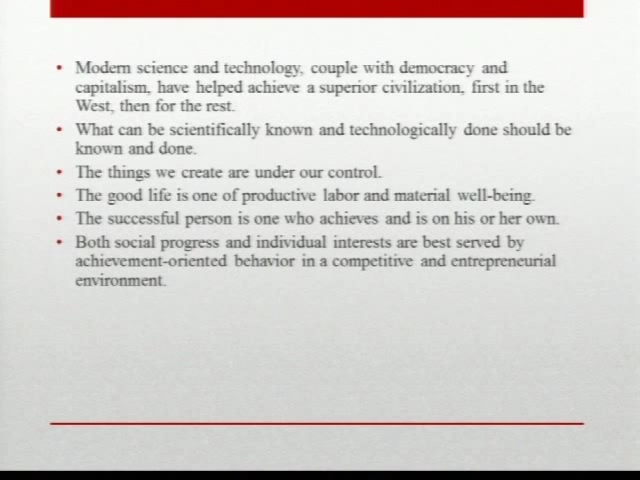 • Modern science and technology, couple with democracy and
capitalism, have helped achieve a superior civilization, first in the
West, then for the rest.
• What can be scientifically known and technologically done should be
known and done.
• The things we create are under our control.
• The good life is one of productive labor and material well-being.
• The successful person is one who achieves and is on his or her own.
• Both social progress and individual interests are best served by
achievement-oriented behavior in a competitive and entrepreneurial
environment.